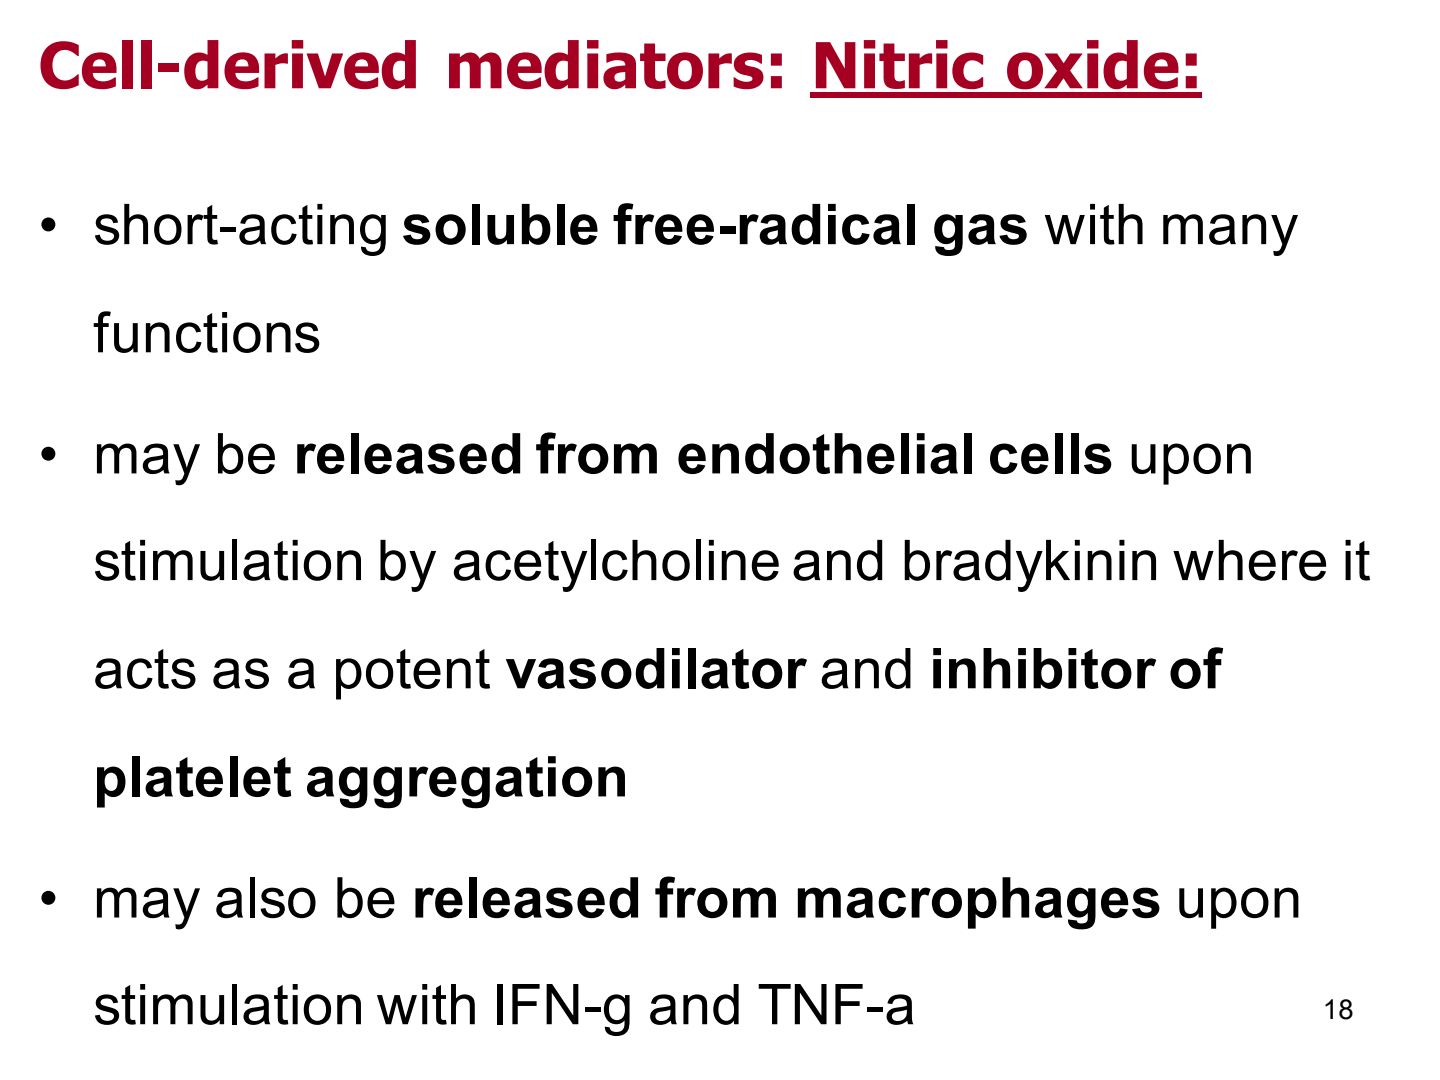 Cell-derived mediators: Nitric oxide:
• short-acting soluble free-radical gas with many
functions
• may be released from endothelial cells upon
stimulation by acetylcholine and bradykinin where it
acts as a potent vasodilator and inhibitor of
platelet aggregation
• may also be released from macrophages upon
stimulation with IFN-g and TNF-a
18